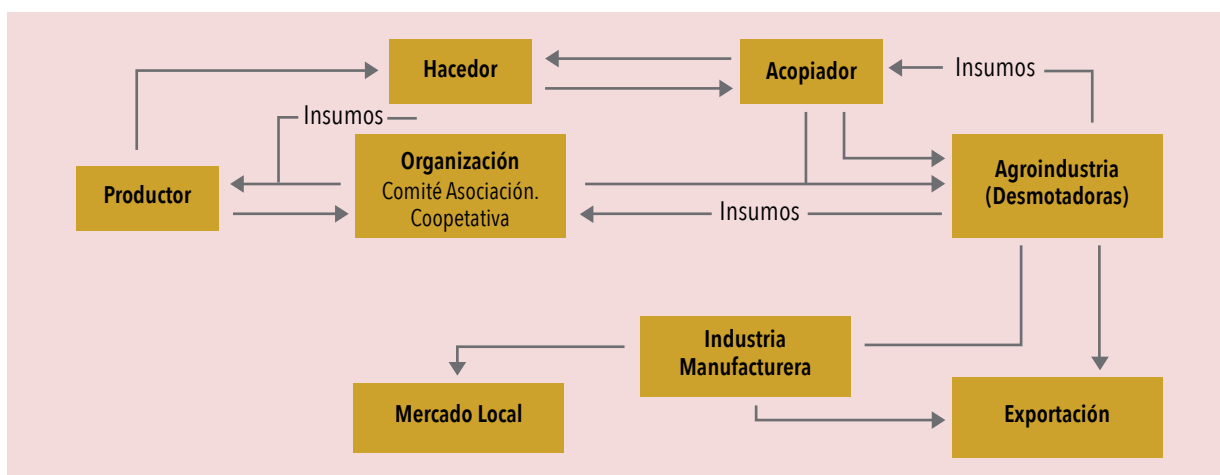 Hacedor
Acopiador
Insumos
Insumos
Organización
Comité Asociación.
Coopetativa
Productor
Agroindustria
(Desmotadoras)
Insumos
Industria
Manufacturera
Mercado Local
Exportación